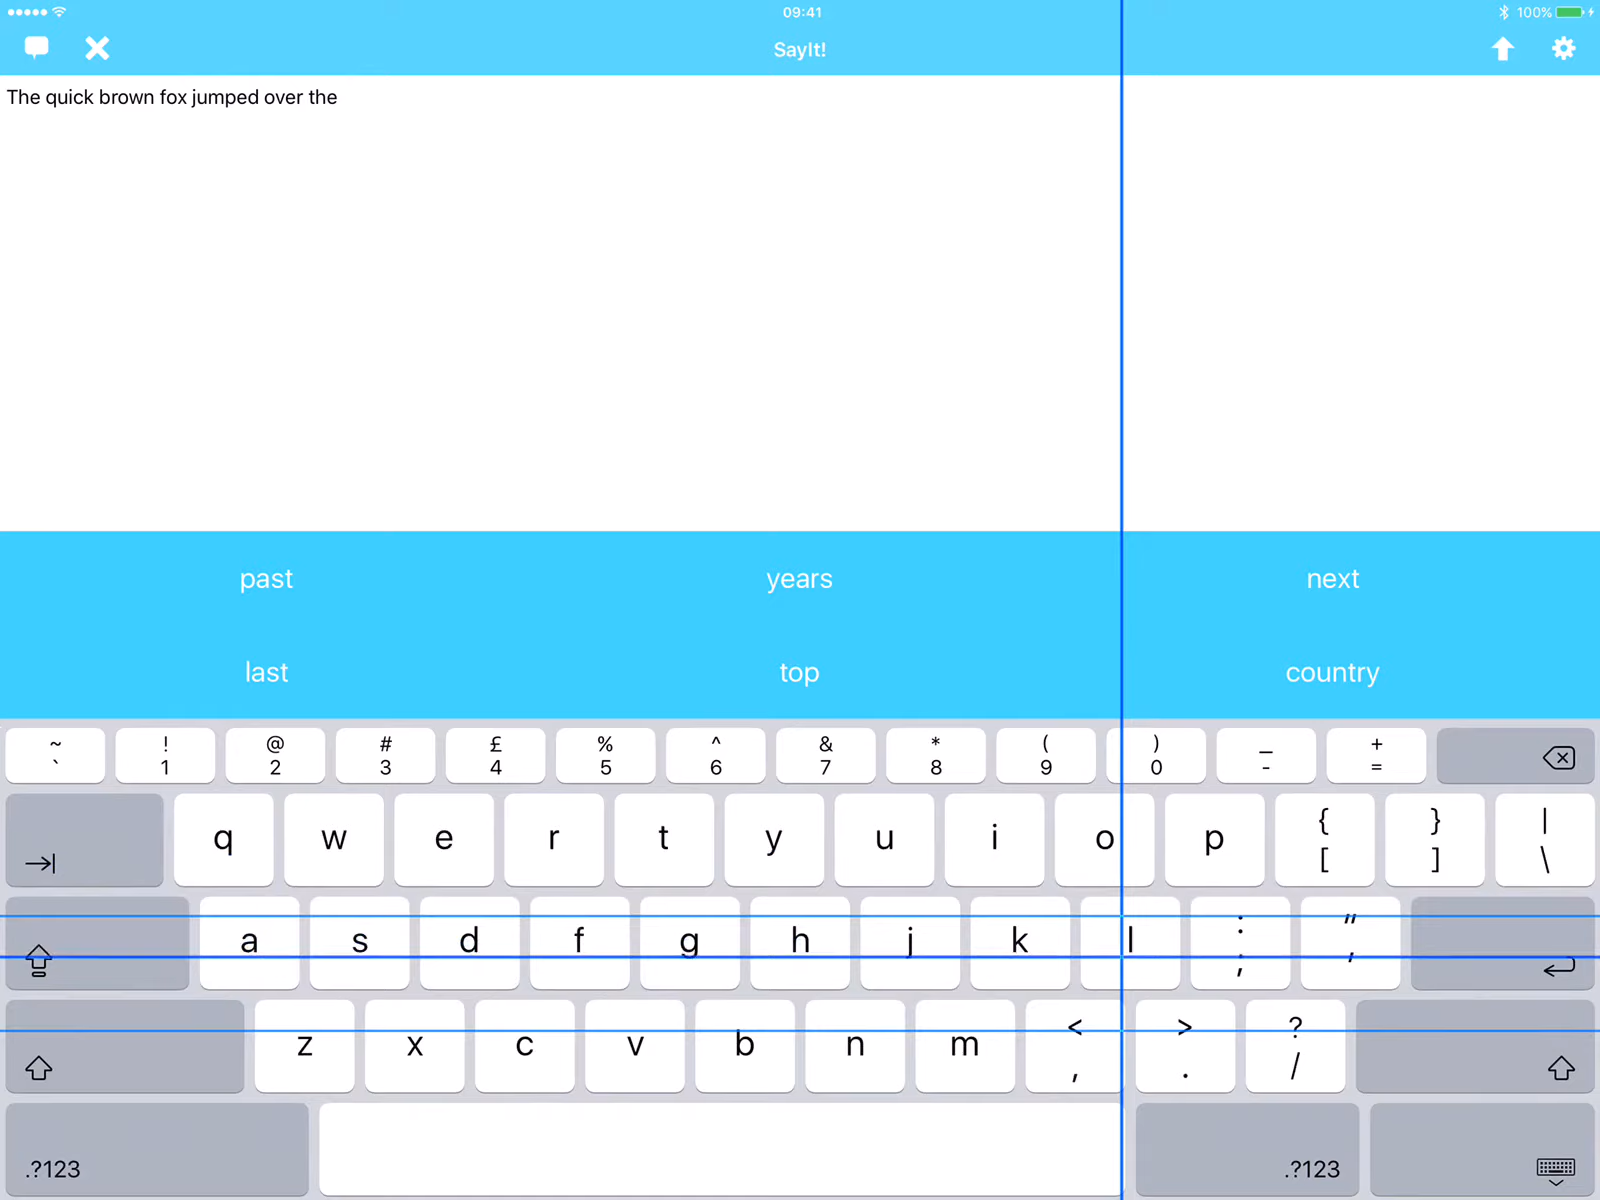 09:41
100%
SayIt!
The quick brown fox jumped over the
past years next
last top country
~ ! @ # £ % ^ & * ( ) _ +
` 1 2 3 4 5 6 7 8 9 0 - =
q w e r t y u i o p { } |
[ ] \
a s d f g h j k l : "
; '
z x c v b n m < > ?
, . /
.?123 .?123